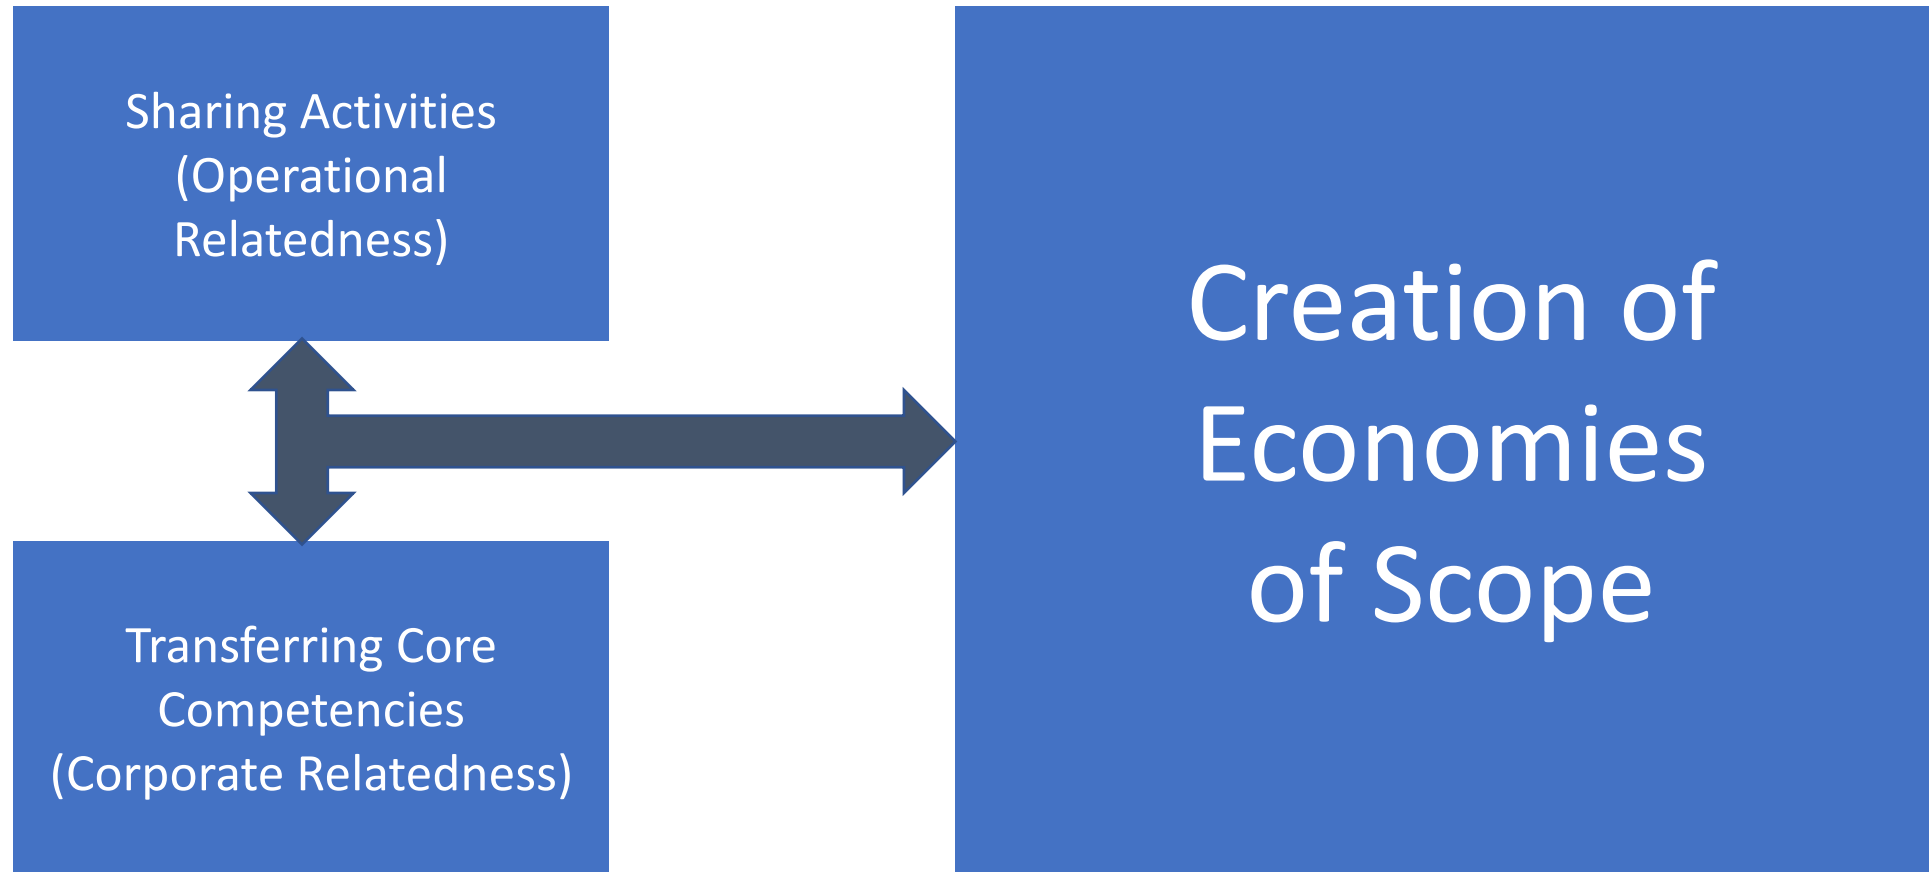 Sharing Activities
(Operational
Relatedness)
Transferring Core
Competencies
(Corporate Relatedness)
Creation of
Economies
of Scope